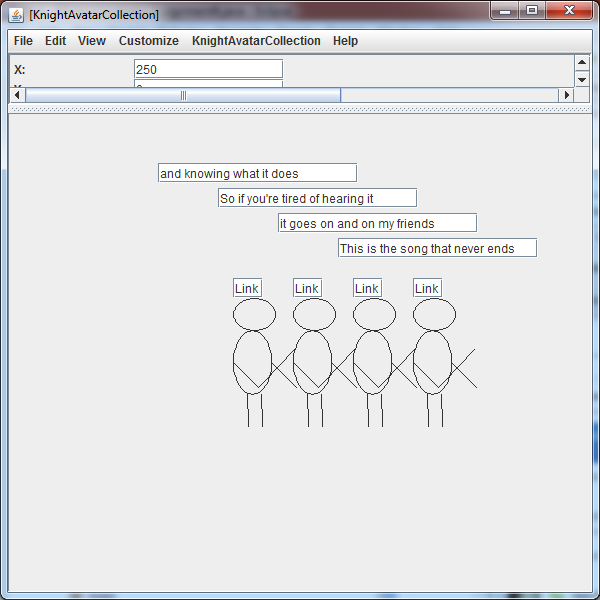 [KnightAvatarCollection]
File Edit View Customize KnightAvatarCollection Help
X: 250
and knowing what it does
So if you're tired of hearing it
it goes on and on my friends
This is the song that never ends
Link Link Link Link